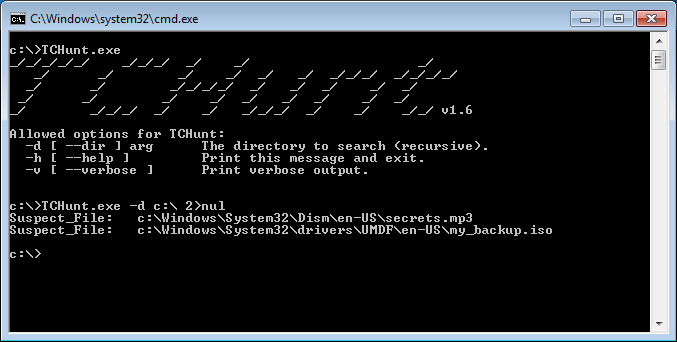 C:\Windows\system32\cmd.exe
c:\>TCHunt.exe
TCHunt v1.6
Allowed options for TCHunt:
-d [ --dir ] arg The directory to search (recursive).
-h [ --help ] Print this message and exit.
-v [ --verbose ] Print verbose output.
c:\>TCHunt.exe -d c:\ 2>nul
Suspect_File: c:\Windows\System32\Dism\en-US\secrets.mp3
Suspect_File: c:\Windows\System32\drivers\UMDF\en-US\my_backup.iso
c:\>